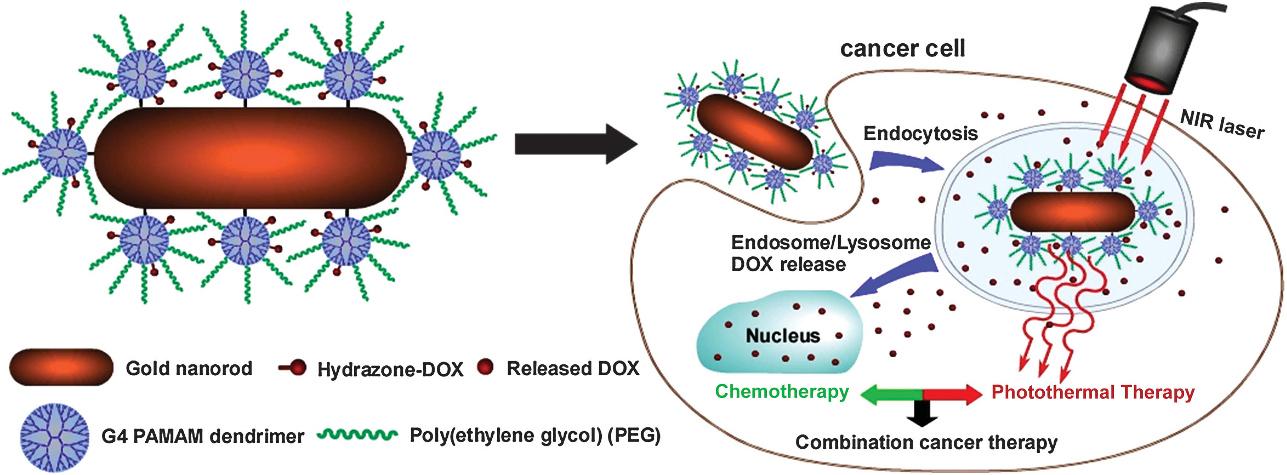 cancer cell
NIR laser
Endocytosis
Endosome/Lysosome
DOX release
Nucleus
Gold nanorod
Hydrazone-DOX
Released DOX
G4 PAMAM dendrimer
Poly(ethylene glycol) (PEG)
Chemotherapy
Photothermal Therapy
Combination cancer therapy